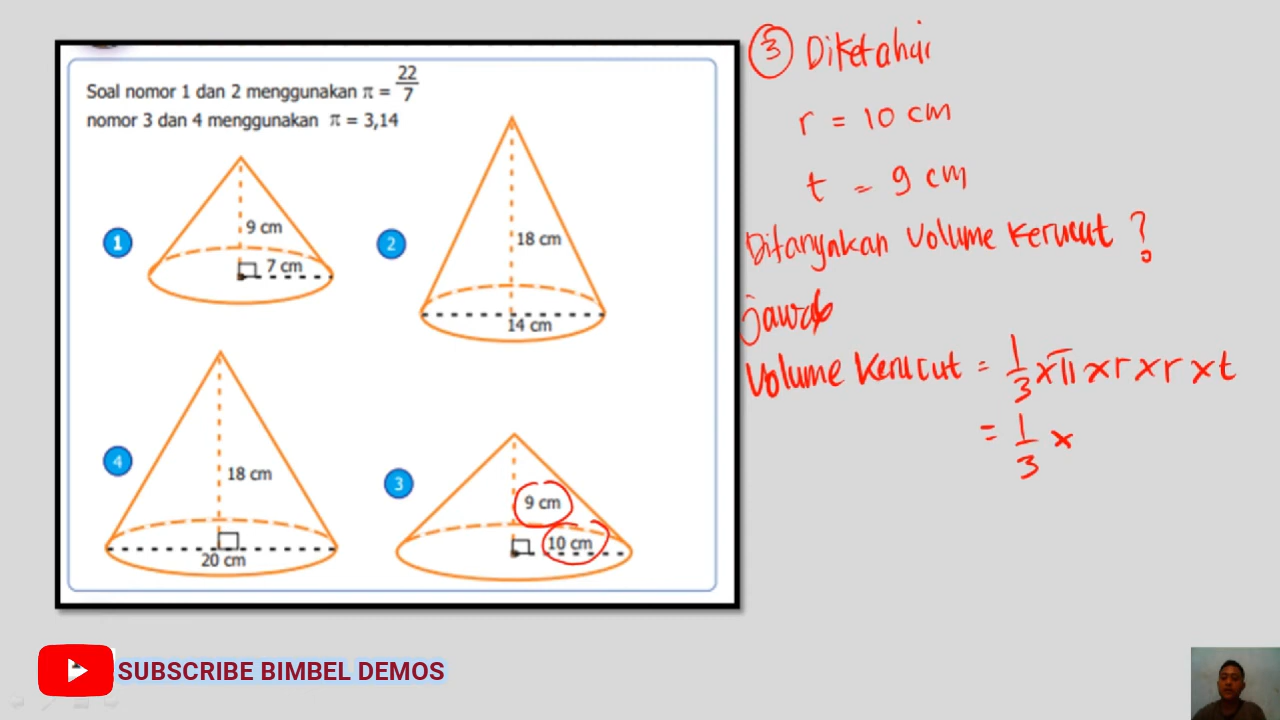 Soal nomor 1 dan 2 menggunakan π = 22/7
nomor 3 dan 4 menggunakan π = 3,14
1
9 cm
7 cm
2
18 cm
14 cm
4
18 cm
20 cm
3
9 cm
10 cm
3 Diketahui
r = 10 cm
t = 9 cm
Ditanyakan Volume Kerucut ?
Jawab
Volume Kerucut = 1/3 x π x r x r x t
= 1/3 x
SUBSCRIBE BIMBEL DEMOS